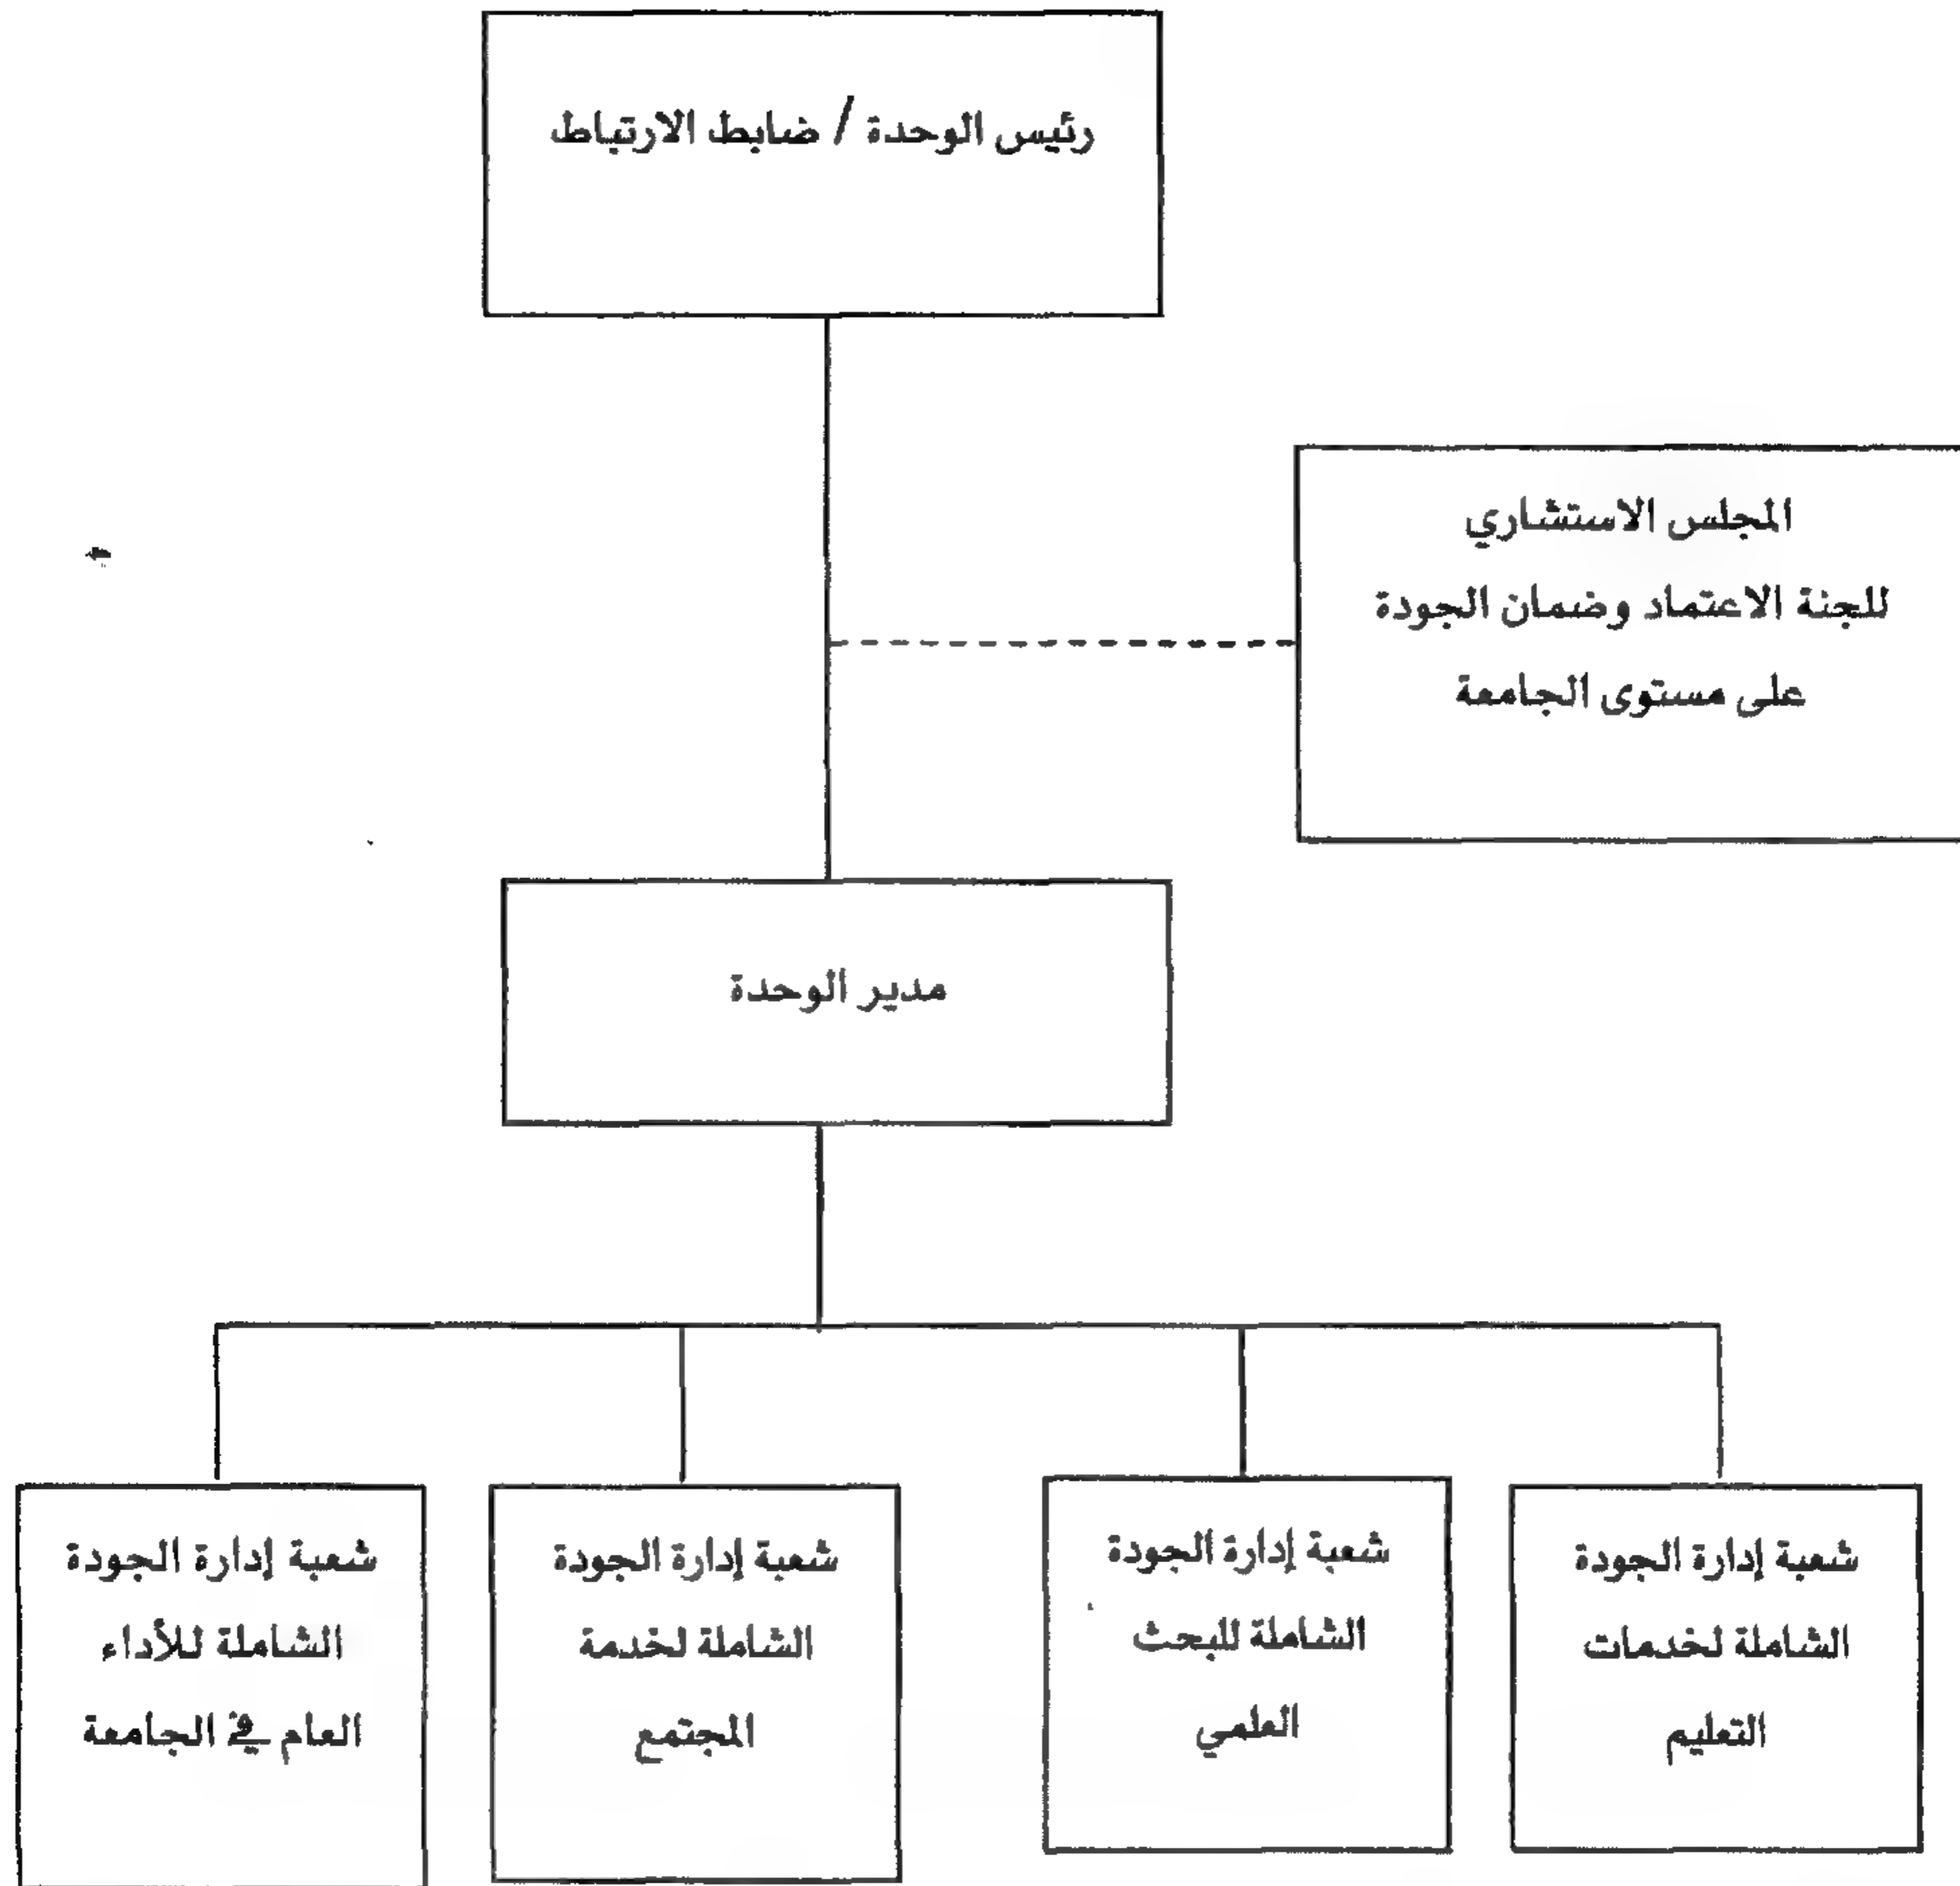 رئيس الوحدة / ضابط الارتباط
المجلس الاستشاري
للجنة الاعتماد وضمان الجودة
على مستوى الجامعة
مدير الوحدة
شعبة إدارة الجودة
الشاملة لخدمات
التعليم
شعبة إدارة الجودة
الشاملة للبحث
العلمي
شعبة إدارة الجودة
الشاملة لخدمة
المجتمع
شعبة إدارة الجودة
الشاملة للأداء
العام في الجامعة